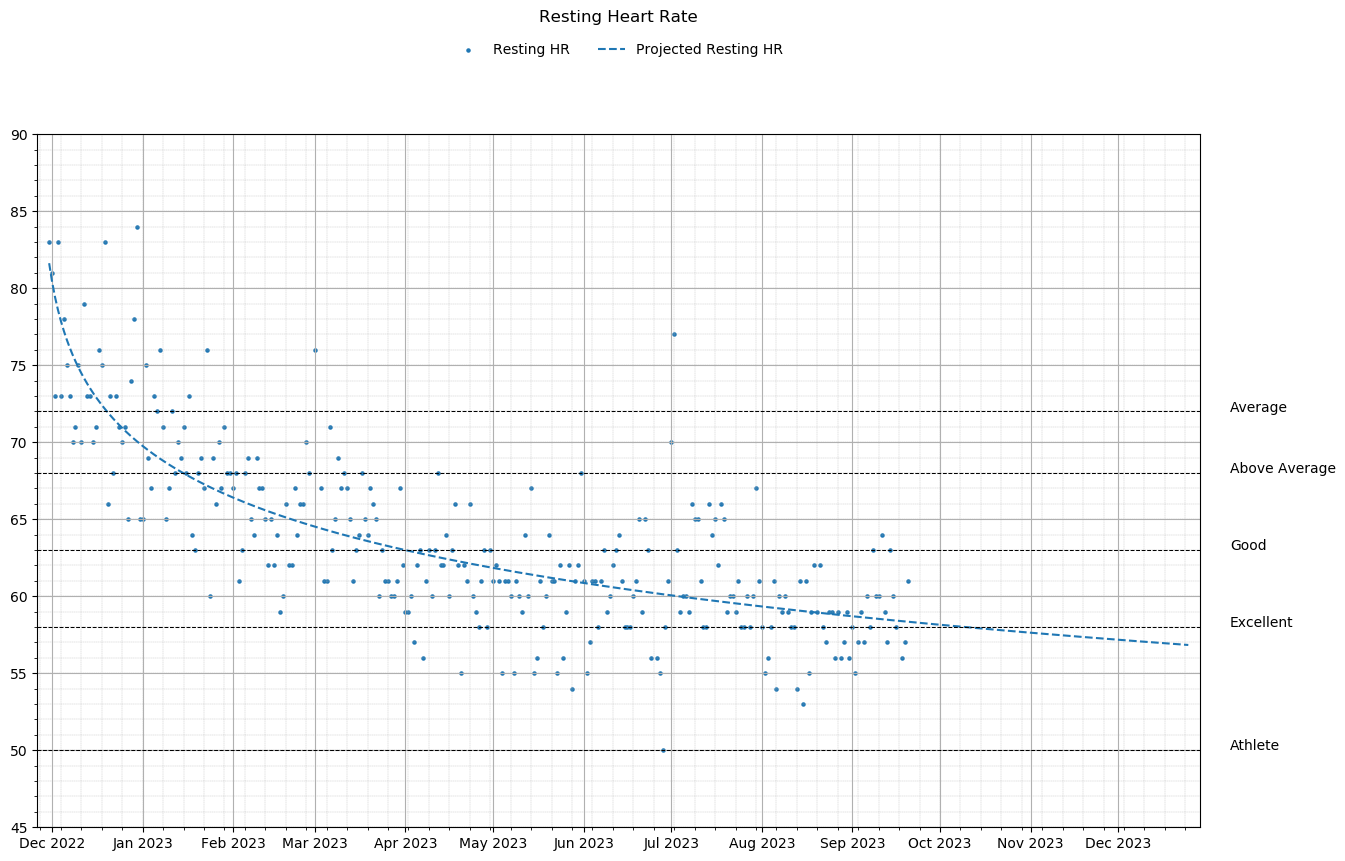 Resting Heart Rate
Resting HR Projected Resting HR
90
85
80
75
Average
70
Above Average
65
Good
60
Excellent
55
50 Athlete
45
Dec 2022 Jan 2023 Feb 2023 Mar 2023 Apr 2023 May 2023 Jun 2023 Jul 2023 Aug 2023 Sep 2023 Oct 2023 Nov 2023 Dec 2023